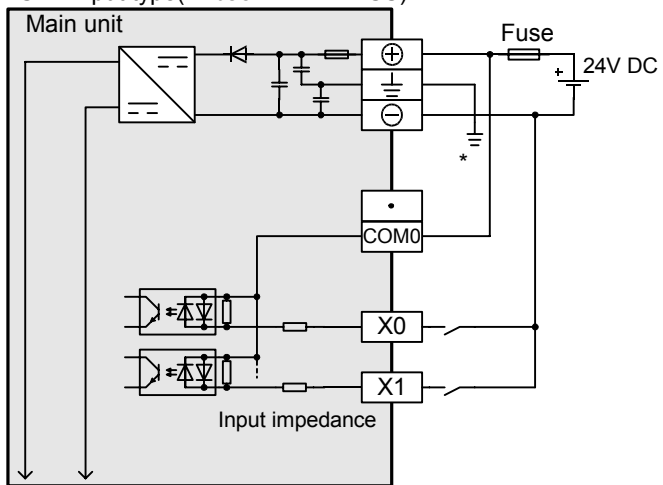 Main unit
Fuse
24V DC
+
*
COM0
X0
X1
Input impedance